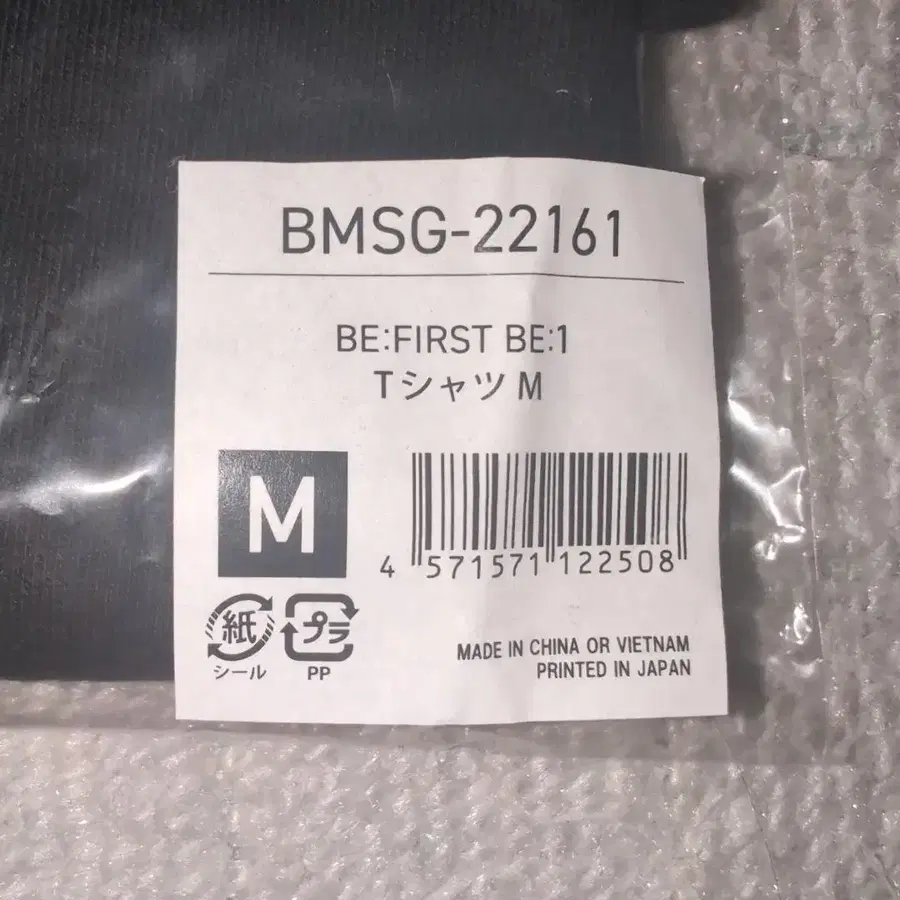 BMSG-22161
BE:FIRST BE:1
Tシャツ M
M
4 571571 122508
紙 プラ
シール PP
MADE IN CHINA OR VIETNAM
PRINTED IN JAPAN